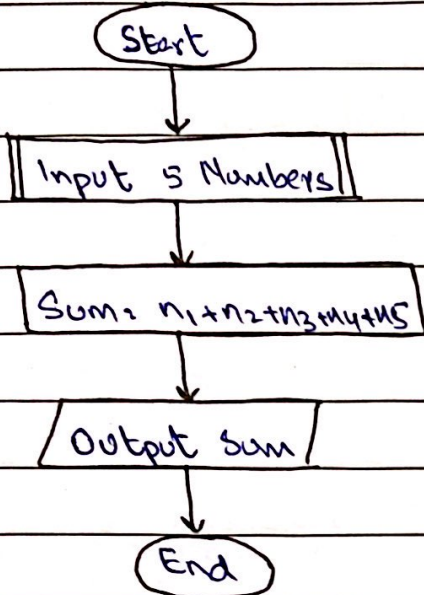 Start
Input 5 Numbers
Sum = n1+n2+n3+n4+n5
Output Sum
End